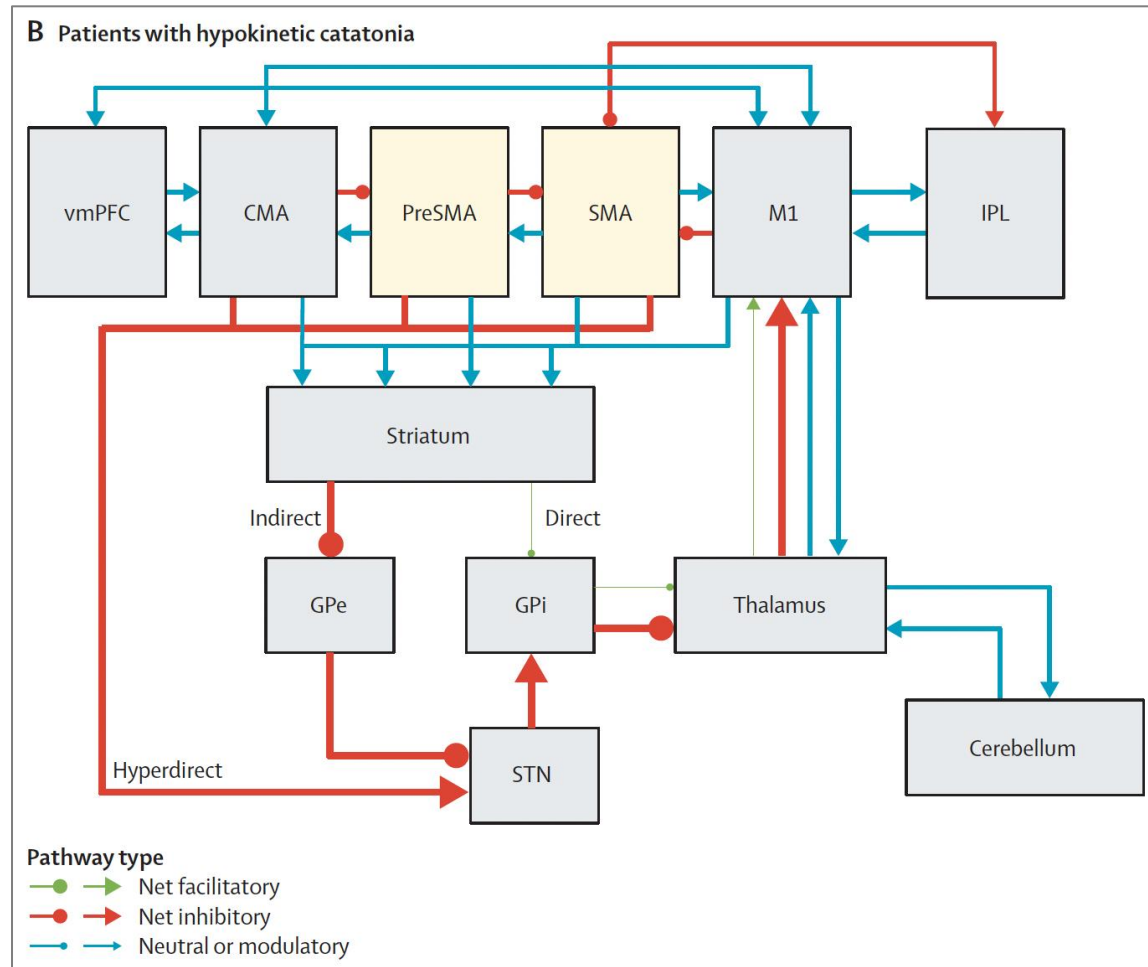 B Patients with hypokinetic catatonia
vmPFC
CMA
PreSMA
SMA
M1
IPL
Striatum
Indirect
Direct
GPe
GPi
Thalamus
Cerebellum
STN
Hyperdirect
Pathway type
Net facilitatory
Net inhibitory
Neutral or modulatory